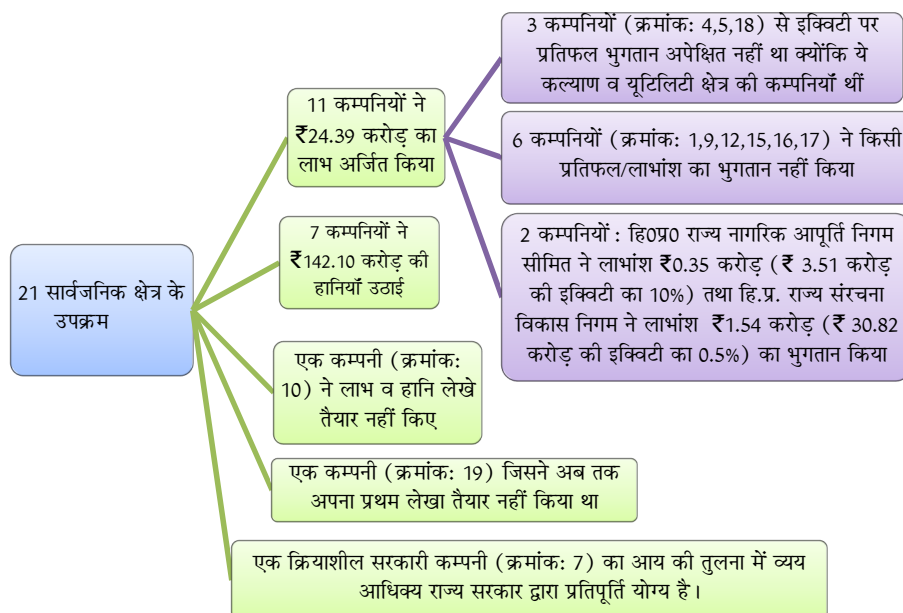 21 सार्वजनिक क्षेत्र के
उपक्रम
11 कम्पनियों ने
₹24.39 करोड़ का
लाभ अर्जित किया
3 कम्पनियों (क्रमांक: 4,5,18) से इक्विटी पर
प्रतिफल भुगतान अपेक्षित नहीं था क्योंकि ये
कल्याण व यूटिलिटी क्षेत्र की कम्पनियाँ थीं
6 कम्पनियों (क्रमांक: 1,9,12,15,16,17) ने किसी
प्रतिफल/लाभांश का भुगतान नहीं किया
2 कम्पनियों : हि0प्र0 राज्य नागरिक आपूर्ति निगम
सीमित ने लाभांश ₹0.35 करोड़ (₹ 3.51 करोड़
की इक्विटी का 10%) तथा हि.प्र. राज्य संरचना
विकास निगम ने लाभांश ₹1.54 करोड़ (₹ 30.82
करोड़ की इक्विटी का 0.5%) का भुगतान किया
7 कम्पनियों ने
₹142.10 करोड़ की
हानियाँ उठाई
एक कम्पनी (क्रमांक:
10) ने लाभ व हानि लेखे
तैयार नहीं किए
एक कम्पनी (क्रमांक: 19) जिसने अब तक
अपना प्रथम लेखा तैयार नहीं किया था
एक क्रियाशील सरकारी कम्पनी (क्रमांक: 7) का आय की तुलना में व्यय
आधिक्य राज्य सरकार द्वारा प्रतिपूर्ति योग्य है।